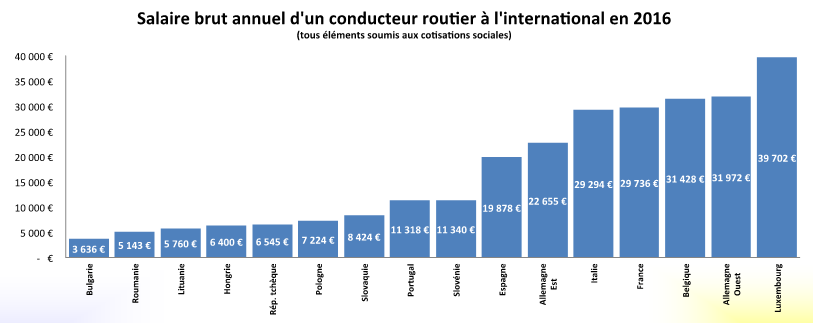 Salaire brut annuel d'un conducteur routier à l'international en 2016
(tous éléments soumis aux cotisations sociales)
40 000 €
35 000 €
30 000 €
25 000 €
20 000 €
15 000 €
10 000 €
5 000 €
- €
3 636 €
5 143 €
5 760 €
6 400 €
6 545 €
7 224 €
8 424 €
11 318 €
11 340 €
19 878 €
22 655 €
29 294 €
29 736 €
31 428 €
31 972 €
39 702 €
Bulgarie
Roumanie
Lituanie
Hongrie
Rép. tchèque
Pologne
Slovaquie
Portugal
Slovénie
Espagne
Allemagne
Est
Italie
France
Belgique
Allemagne
Ouest
Luxembourg